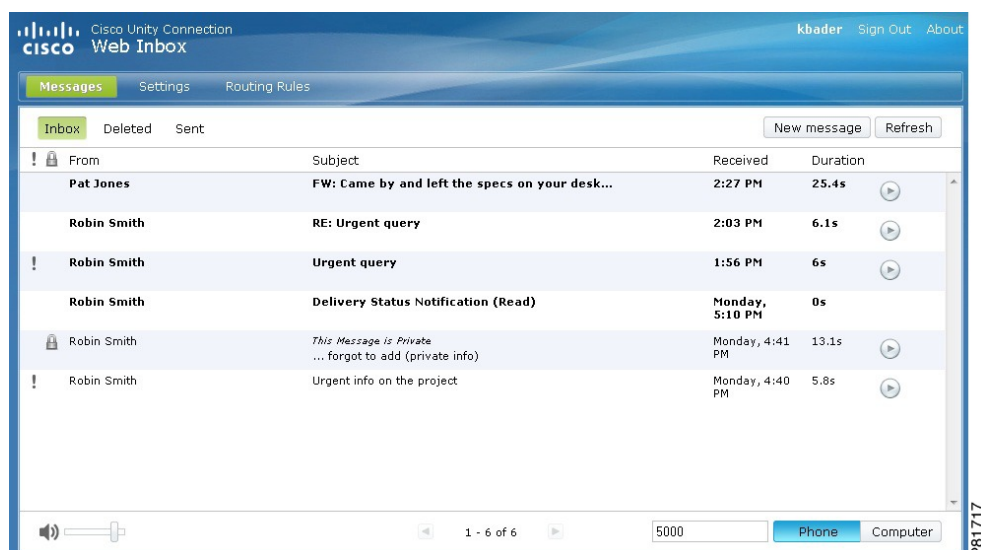 Cisco Unity Connection
CISCO Web Inbox
kbader Sign Out About
Messages Settings Routing Rules
Inbox Deleted Sent New message Refresh
! From Subject Received Duration
Pat Jones FW: Came by and left the specs on your desk... 2:27 PM 25.4s
Robin Smith RE: Urgent query 2:03 PM 6.1s
! Robin Smith Urgent query 1:56 PM 6s
Robin Smith Delivery Status Notification (Read) Monday, 0s
5:10 PM
Robin Smith This Message is Private Monday, 4:41 13.1s
... forgot to add (private info) PM
! Robin Smith Urgent info on the project Monday, 4:40 5.8s
PM
1 - 6 of 6 5000 Phone Computer
281717